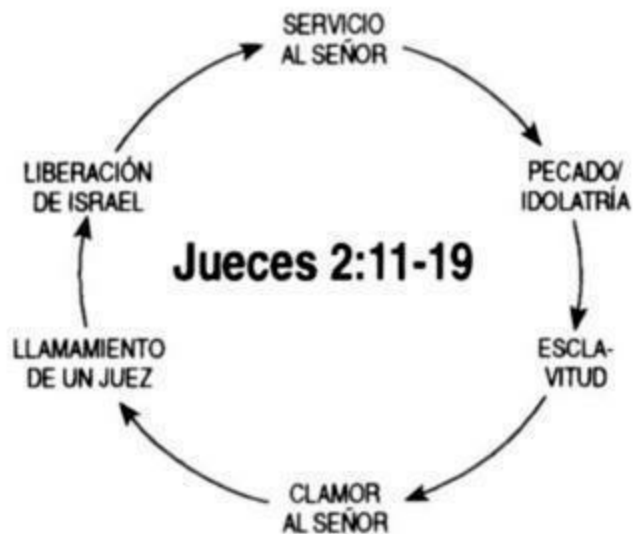 SERVICIO
AL SEÑOR
PECADO/
IDOLATRÍA
ESCLA-
VITUD
CLAMOR
AL SEÑOR
LLAMAMIENTO
DE UN JUEZ
LIBERACIÓN
DE ISRAEL
Jueces 2:11-19